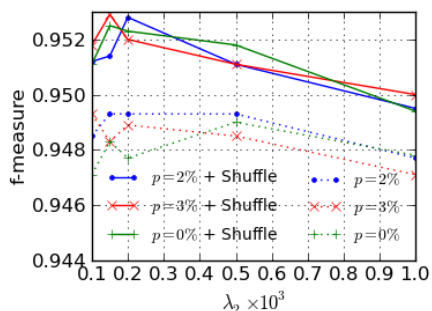 0.952
0.950
0.948
0.946
0.944
f-measure
p=2% + Shuffle
p=3% + Shuffle
p=0% + Shuffle
p=2%
p=3%
p=0%
0.1 0.2 0.3 0.4 0.5 0.6 0.7 0.8 0.9 1.0
λ₂ ×10³